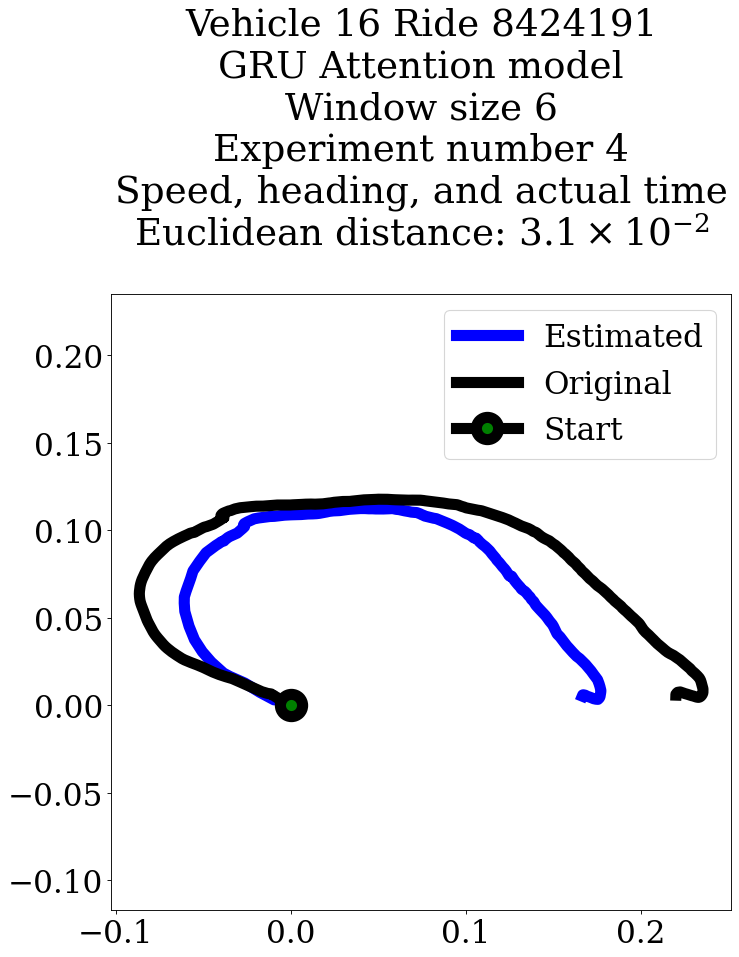 Vehicle 16 Ride 8424191
GRU Attention model
Window size 6
Experiment number 4
Speed, heading, and actual time
Euclidean distance: 3.1 × 10⁻²
Estimated
Original
Start
0.20
0.15
0.10
0.05
0.00
−0.05
−0.10
−0.1 0.0 0.1 0.2